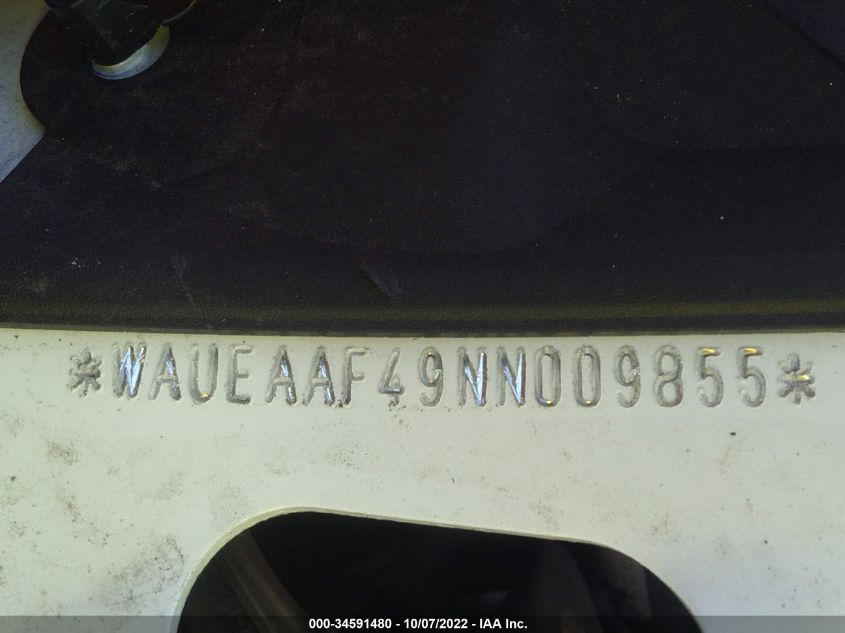 *WAUEAAF49NN009855*
000-34591480 - 10/07/2022 - IAA Inc.